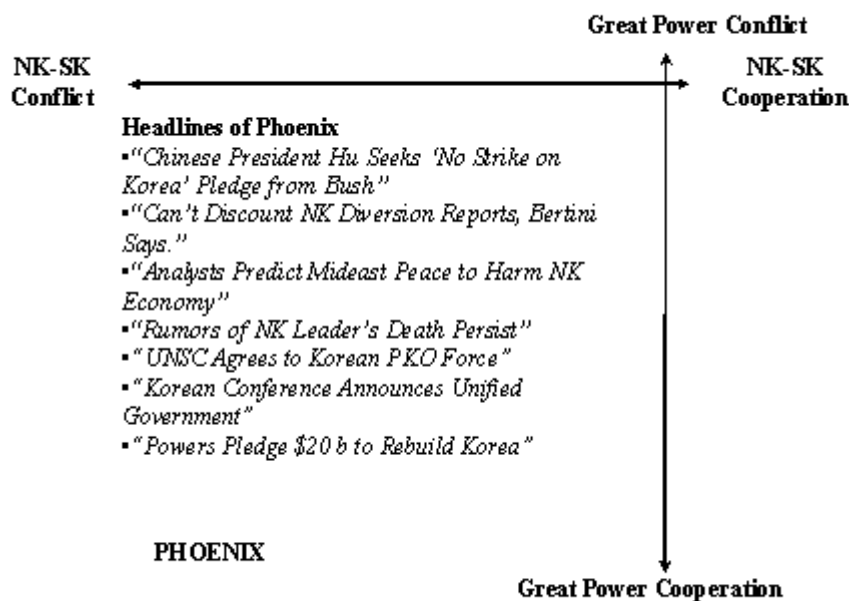 Great Power Conflict
NK-SK
Conflict
NK-SK
Cooperation
Headlines of Phoenix
▪“Chinese President Hu Seeks ‘No Strike on
Korea’ Pledge from Bush”
▪“Can’t Discount NK Diversion Reports, Bertini
Says.”
▪“Analysts Predict Mideast Peace to Harm NK
Economy”
▪“Rumors of NK Leader’s Death Persist”
▪“UNSC Agrees to Korean PKO Force”
▪“Korean Conference Announces Unified
Government”
▪“Powers Pledge $20 b to Rebuild Korea”
PHOENIX
Great Power Cooperation